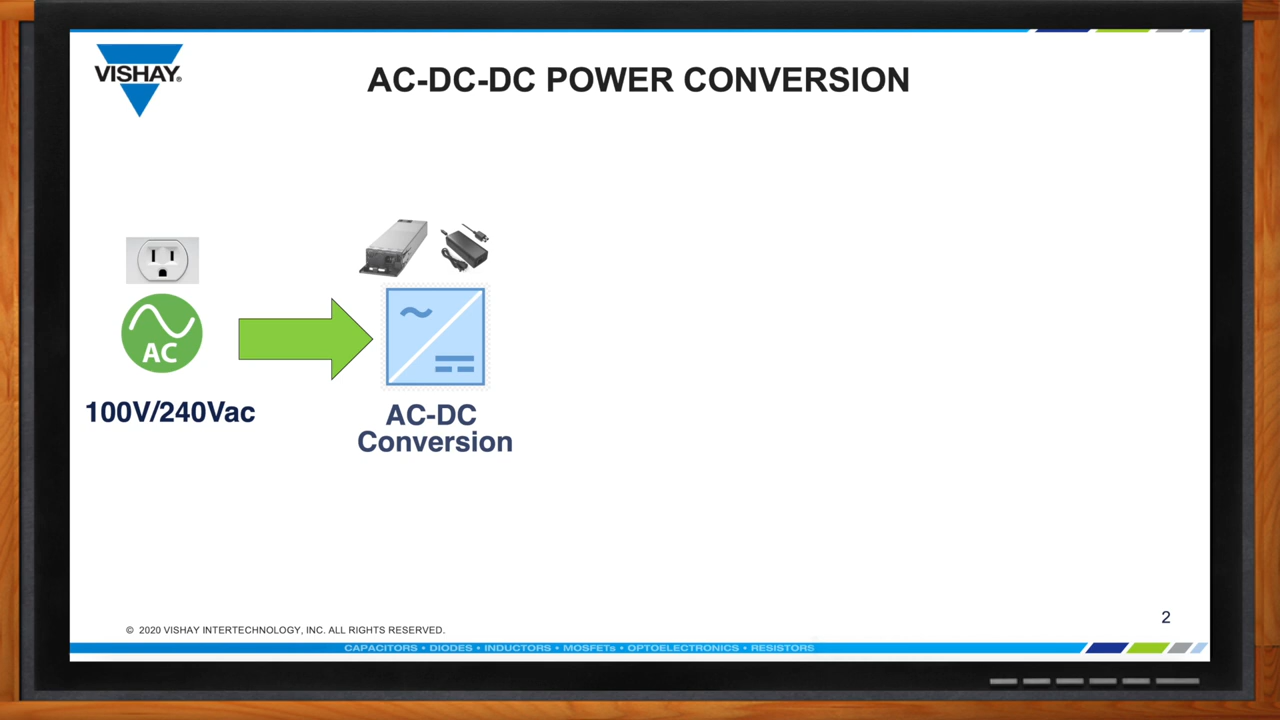 VISHAY®
AC-DC-DC POWER CONVERSION
AC
100V/240Vac
AC-DC
Conversion
© 2020 VISHAY INTERTECHNOLOGY, INC. ALL RIGHTS RESERVED.
2
CAPACITORS • DIODES • INDUCTORS • MOSFETs • OPTOELECTRONICS • RESISTORS